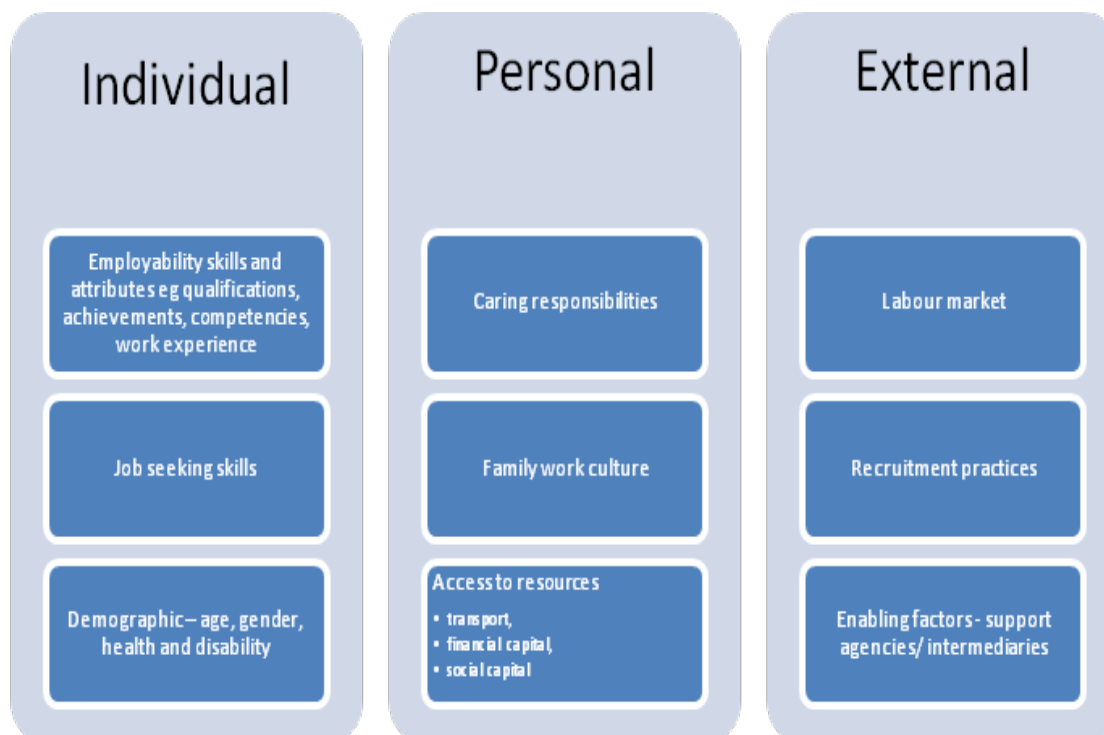 Individual
Employability skills and
attributes eg qualifications,
achievements, competencies,
work experience
Job seeking skills
Demographic – age, gender,
health and disability
Personal
Caring responsibilities
Family work culture
Access to resources
• transport,
• financial capital,
• social capital
External
Labour market
Recruitment practices
Enabling factors - support
agencies/ intermediaries